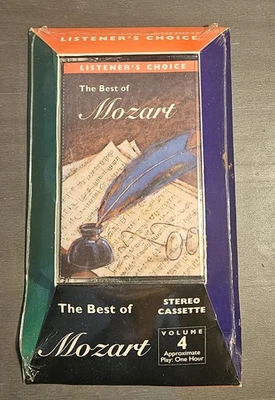 LISTENER'S CHOICE
LISTENER'S CHOICE
The Best of
Mozart
The Best of
Mozart
STEREO
CASSETTE
VOLUME
4
Approximate
Play: One Hour